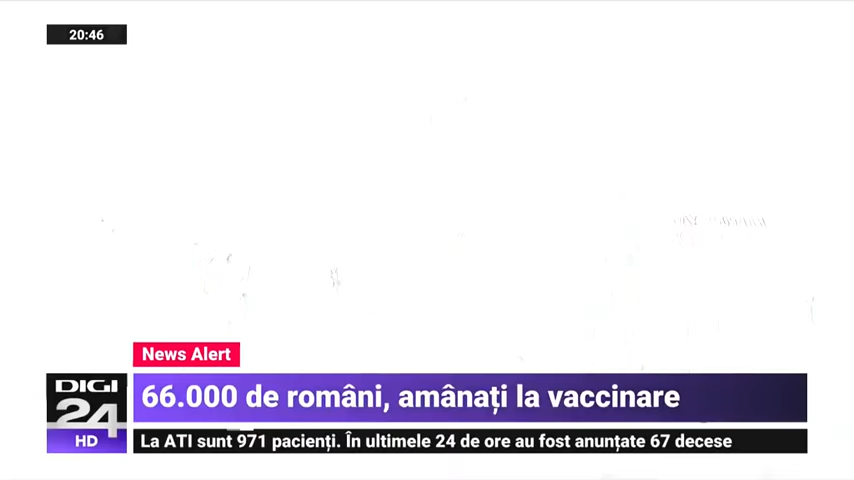 20:46
News Alert
DIGI
24
HD
66.000 de români, amânați la vaccinare
La ATI sunt 971 pacienți. În ultimele 24 de ore au fost anunțate 67 decese